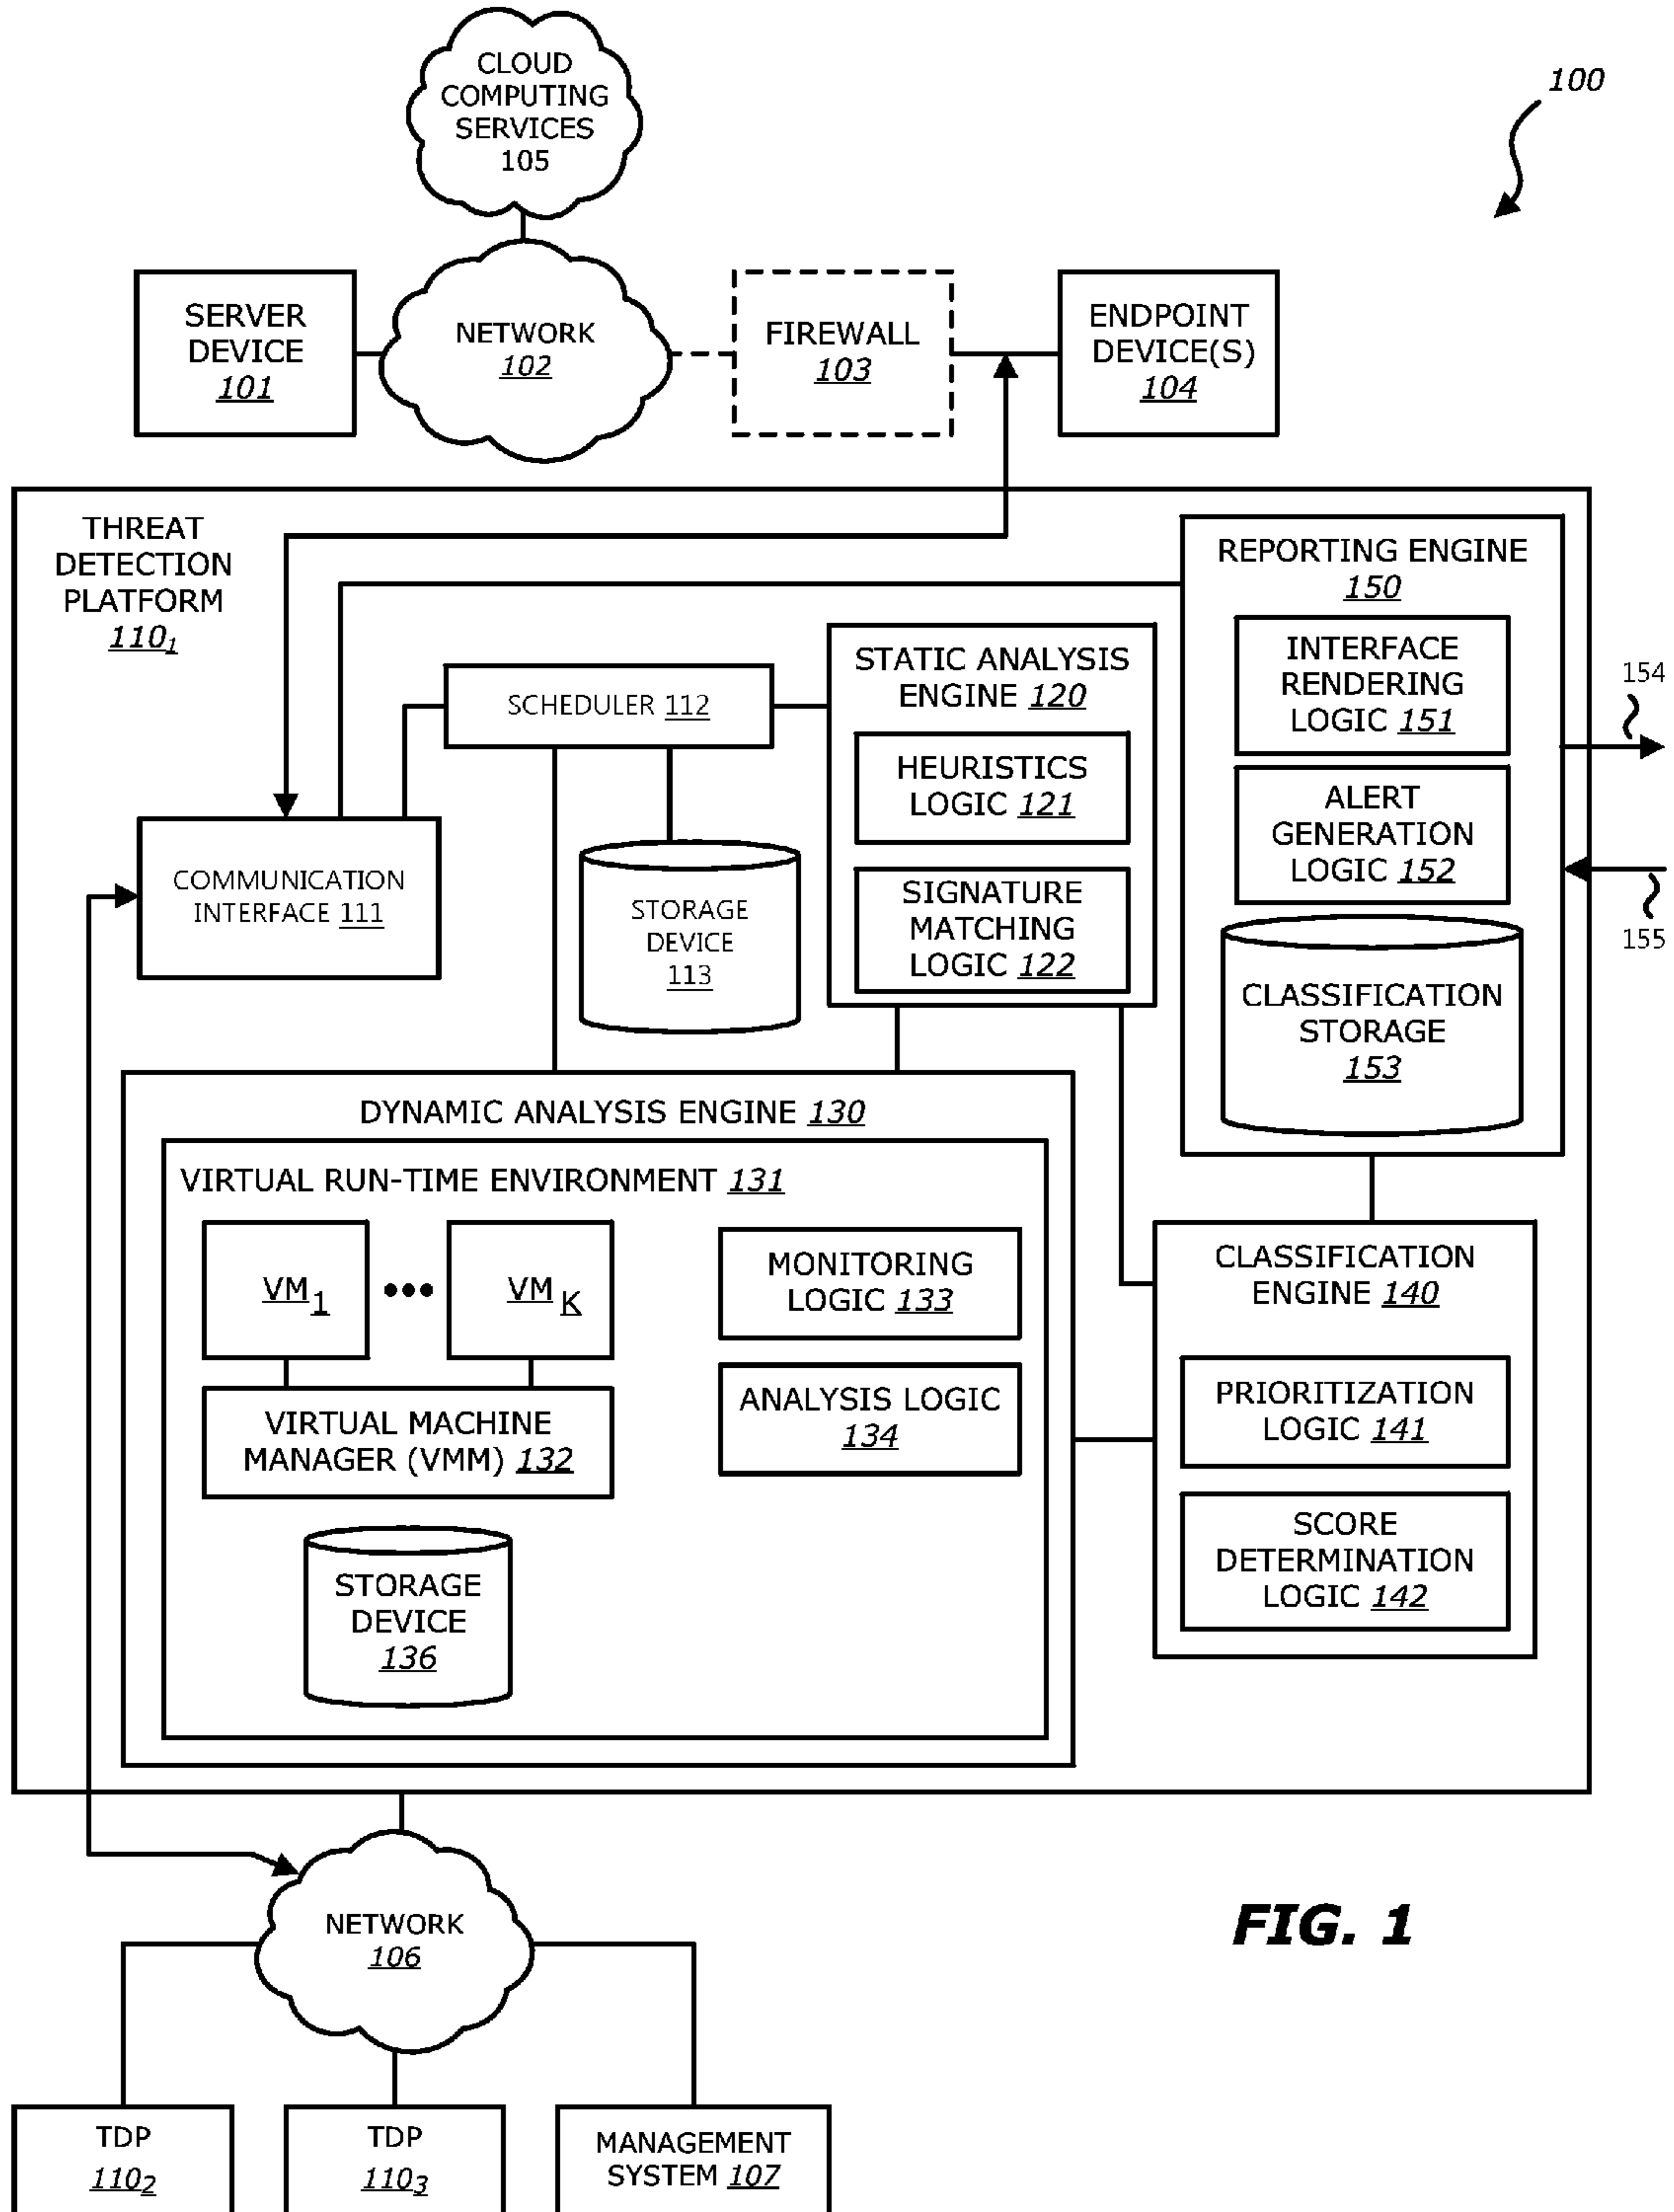 CLOUD
COMPUTING
SERVICES
105
100
SERVER
DEVICE
101
NETWORK
102
FIREWALL
103
ENDPOINT
DEVICE(S)
104
THREAT
DETECTION
PLATFORM
110₁
REPORTING ENGINE
150
INTERFACE
RENDERING
LOGIC 151
ALERT
GENERATION
LOGIC 152
CLASSIFICATION
STORAGE
153
154
155
STATIC ANALYSIS
ENGINE 120
HEURISTICS
LOGIC 121
SIGNATURE
MATCHING
LOGIC 122
SCHEDULER 112
COMMUNICATION
INTERFACE 111
STORAGE
DEVICE
113
DYNAMIC ANALYSIS ENGINE 130
VIRTUAL RUN-TIME ENVIRONMENT 131
VM₁ ••• VM K
MONITORING
LOGIC 133
ANALYSIS LOGIC
134
VIRTUAL MACHINE
MANAGER (VMM) 132
STORAGE
DEVICE
136
CLASSIFICATION
ENGINE 140
PRIORITIZATION
LOGIC 141
SCORE
DETERMINATION
LOGIC 142
NETWORK
106
FIG. 1
TDP
110₂
TDP
110₃
MANAGEMENT
SYSTEM 107